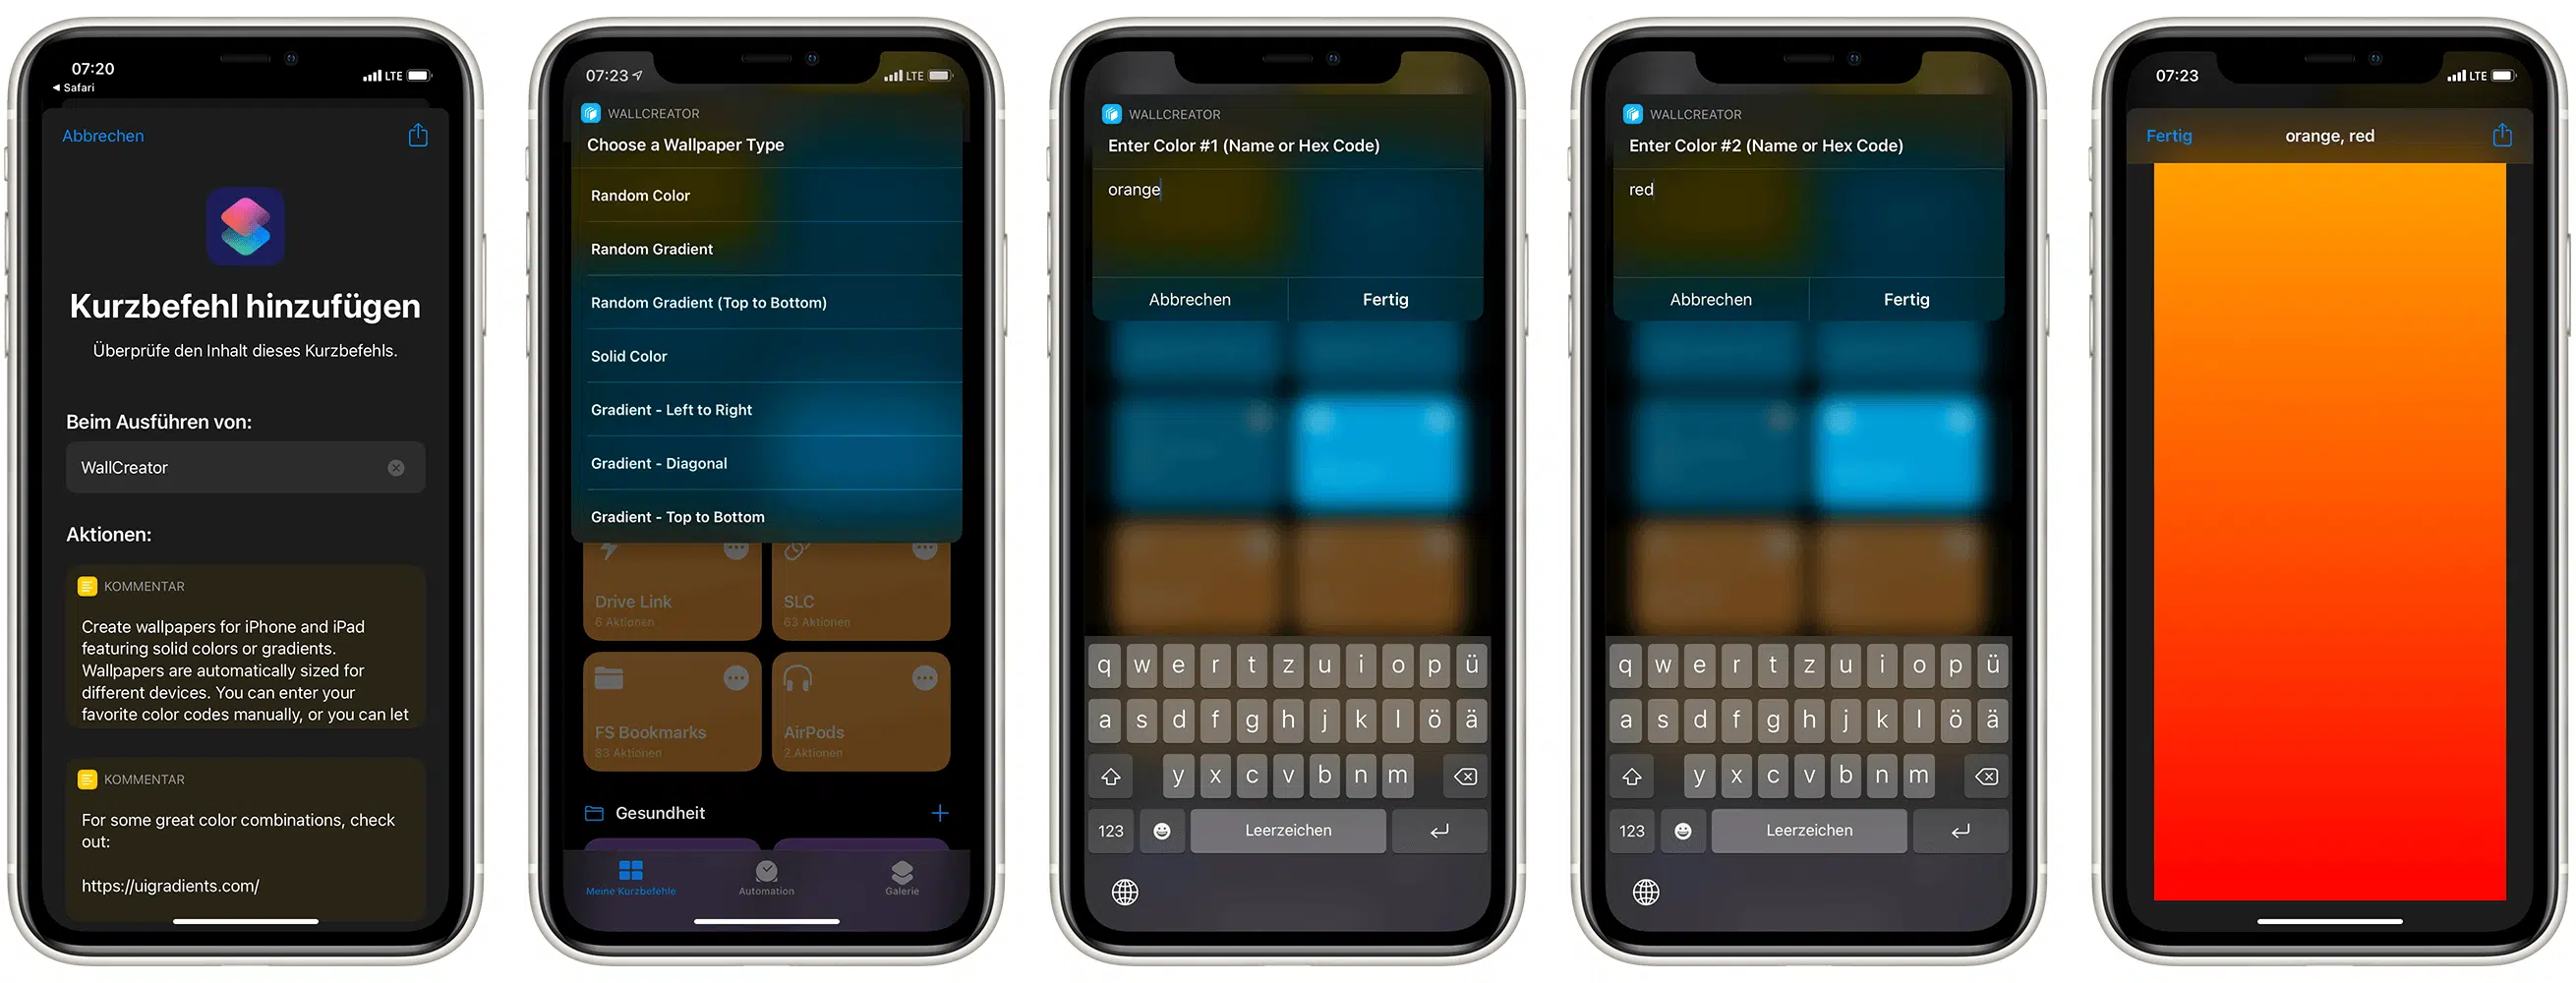 07:20
LTE
◀ Safari
Abbrechen
Kurzbefehl hinzufügen
Überprüfe den Inhalt dieses Kurzbefehls.
Beim Ausführen von:
WallCreator
Aktionen:
KOMMENTAR
Create wallpapers for iPhone and iPad
featuring solid colors or gradients.
Wallpapers are automatically sized for
different devices. You can enter your
favorite color codes manually, or you can let
KOMMENTAR
For some great color combinations, check
out:
https://uigradients.com/
07:23
LTE
WALLCREATOR
Choose a Wallpaper Type
Random Color
Random Gradient
Random Gradient (Top to Bottom)
Solid Color
Gradient - Left to Right
Gradient - Diagonal
Gradient - Top to Bottom
Drive Link
6 Aktionen
SLC
63 Aktionen
FS Bookmarks
83 Aktionen
AirPods
2 Aktionen
Gesundheit
Meine Kurzbefehle
Automation
Galerie
WALLCREATOR
Enter Color #1 (Name or Hex Code)
orange
Abbrechen
Fertig
q w e r t z u i o p ü
a s d f g h j k l ö ä
y x c v b n m
123
Leerzeichen
WALLCREATOR
Enter Color #2 (Name or Hex Code)
red
Abbrechen
Fertig
q w e r t z u i o p ü
a s d f g h j k l ö ä
y x c v b n m
123
Leerzeichen
07:23
LTE
Fertig
orange, red